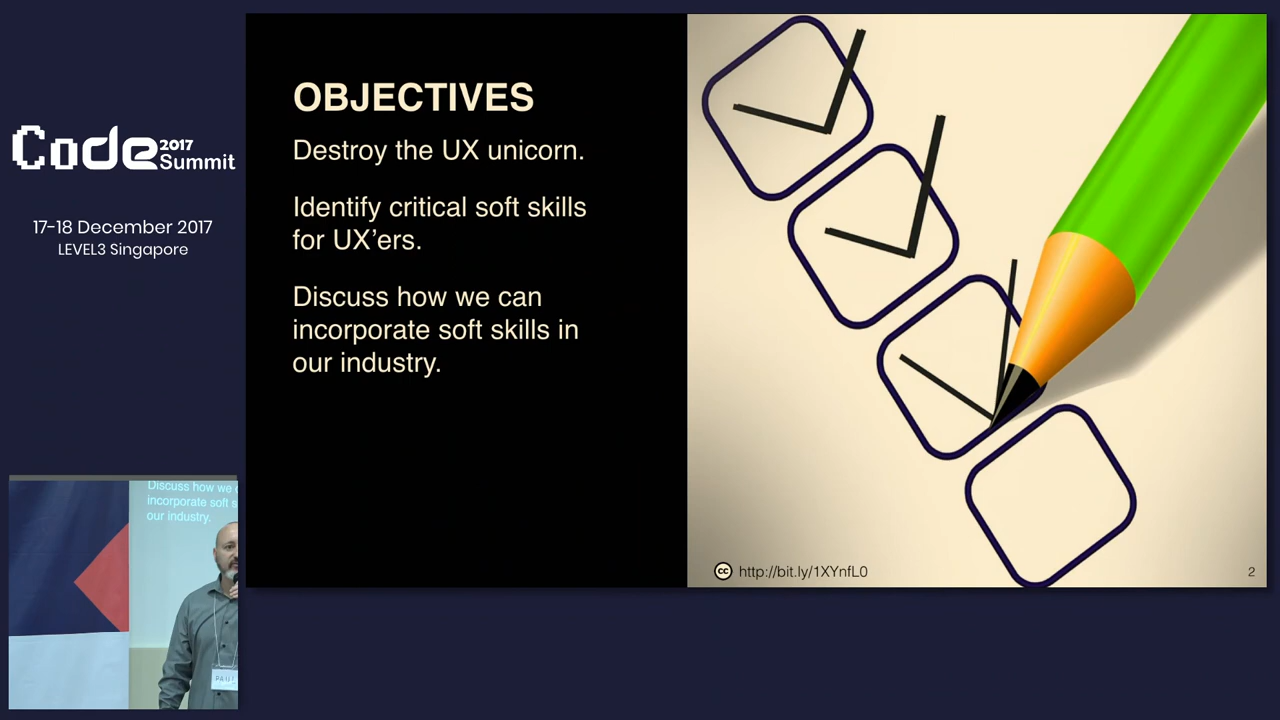 Code 2017 Summit
17-18 December 2017
LEVEL3 Singapore
OBJECTIVES
Destroy the UX unicorn.
Identify critical soft skills
for UX’ers.
Discuss how we can
incorporate soft skills in
our industry.
cc http://bit.ly/1XYnfL0
2
Discuss how we
incorporate soft s
our industry.
PAUL